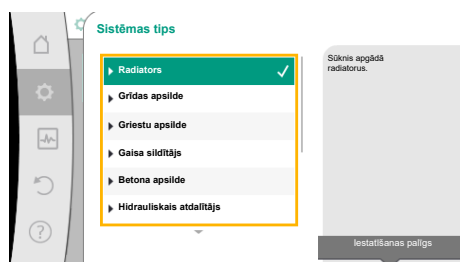 Sistēmas tips
Radiators
Grīdas apsilde
Griestu apsilde
Gaisa sildītājs
Betona apsilde
Hidrauliskais atdalītājs
Sūknis apgādā
radiatorus.
Iestatīšanas palīgs